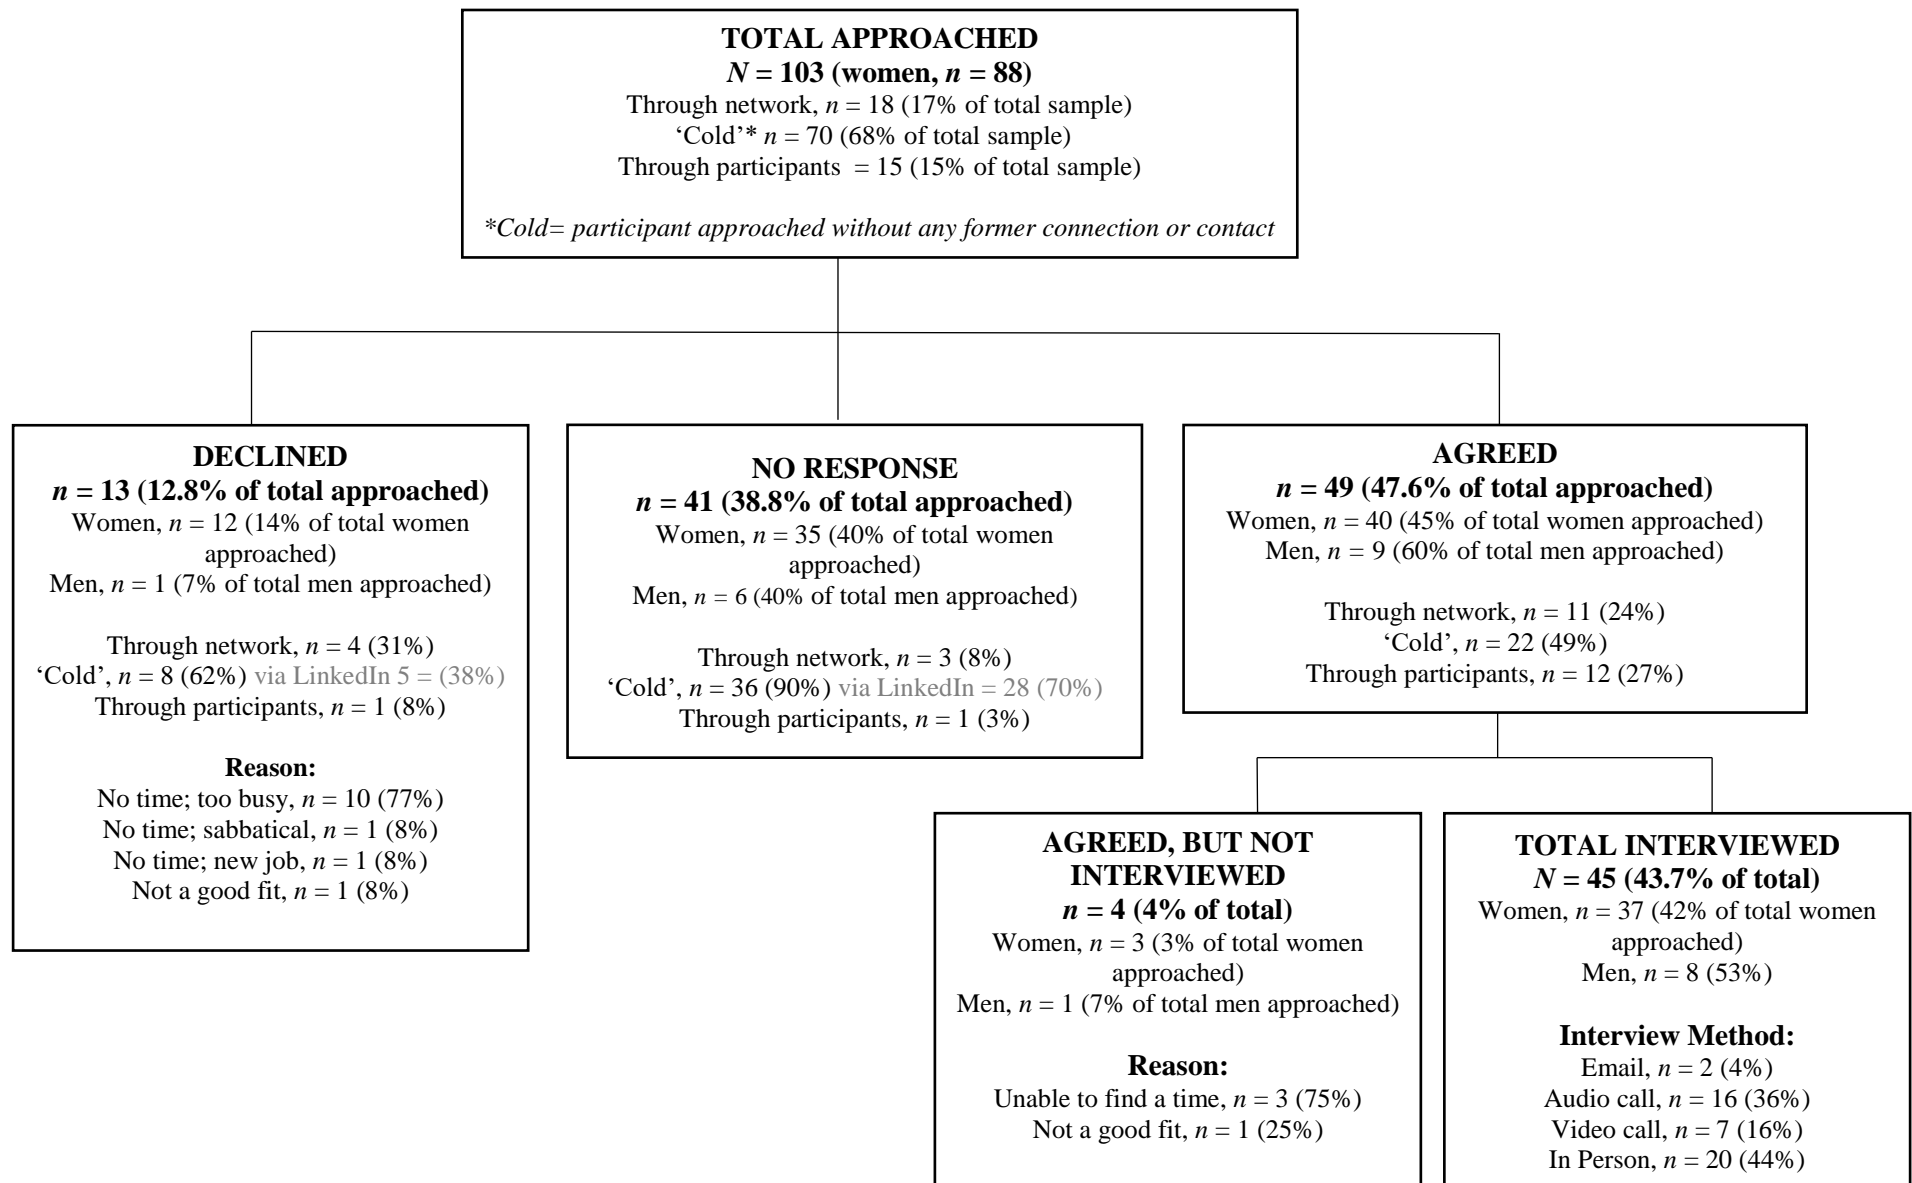 TOTAL APPROACHED
N = 103 (women, n = 88)
Through network, n = 18 (17% of total sample)
‘Cold’* n = 70 (68% of total sample)
Through participants = 15 (15% of total sample)
*Cold= participant approached without any former connection or contact
DECLINED
n = 13 (12.8% of total approached)
Women, n = 12 (14% of total women
approached)
Men, n = 1 (7% of total men approached)
Through network, n = 4 (31%)
‘Cold’, n = 8 (62%) via LinkedIn 5 = (38%)
Through participants, n = 1 (8%)
Reason:
No time; too busy, n = 10 (77%)
No time; sabbatical, n = 1 (8%)
No time; new job, n = 1 (8%)
Not a good fit, n = 1 (8%)
NO RESPONSE
n = 41 (38.8% of total approached)
Women, n = 35 (40% of total women
approached)
Men, n = 6 (40% of total men approached)
Through network, n = 3 (8%)
‘Cold’, n = 36 (90%) via LinkedIn = 28 (70%)
Through participants, n = 1 (3%)
AGREED
n = 49 (47.6% of total approached)
Women, n = 40 (45% of total women approached)
Men, n = 9 (60% of total men approached)
Through network, n = 11 (24%)
‘Cold’, n = 22 (49%)
Through participants, n = 12 (27%)
AGREED, BUT NOT
INTERVIEWED
n = 4 (4% of total)
Women, n = 3 (3% of total women
approached)
Men, n = 1 (7% of total men approached)
Reason:
Unable to find a time, n = 3 (75%)
Not a good fit, n = 1 (25%)
TOTAL INTERVIEWED
N = 45 (43.7% of total)
Women, n = 37 (42% of total women
approached)
Men, n = 8 (53%)
Interview Method:
Email, n = 2 (4%)
Audio call, n = 16 (36%)
Video call, n = 7 (16%)
In Person, n = 20 (44%)